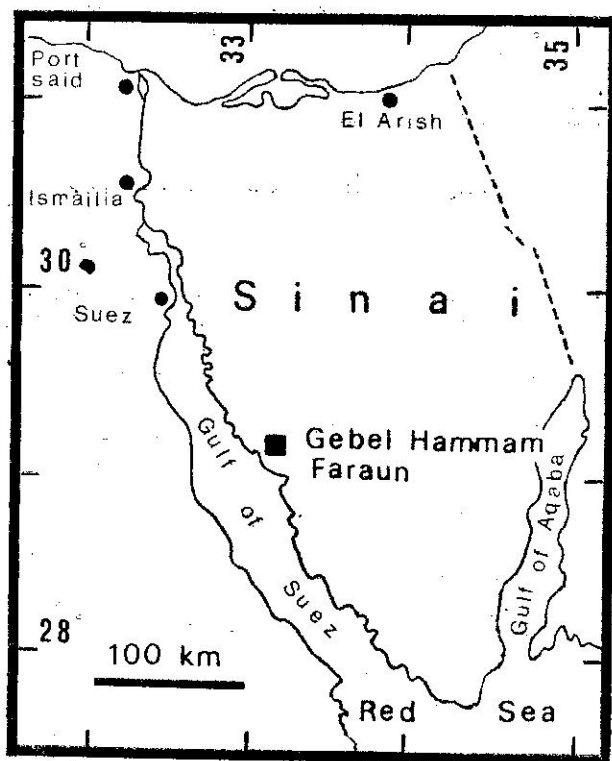 33°
35°
Port
said
El Arish
Ismailia
30°
Sinai
Suez
Gebel Hammam
Faraun
Gulf of Suez
Gulf of Aqaba
28°
100 km
Red Sea